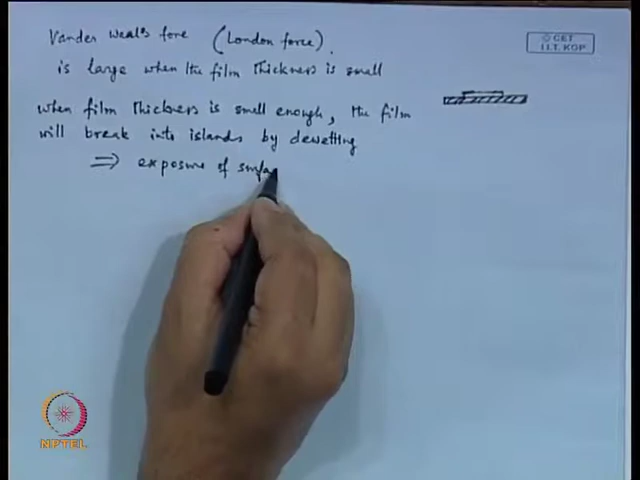 Vander Weal's force (London force).
is large when the film thickness is small
© CET
I.I.T. KGP
when film thickness is small enough, the film
will break into islands by dewetting
⇒ exposure of surfa
NPTEL